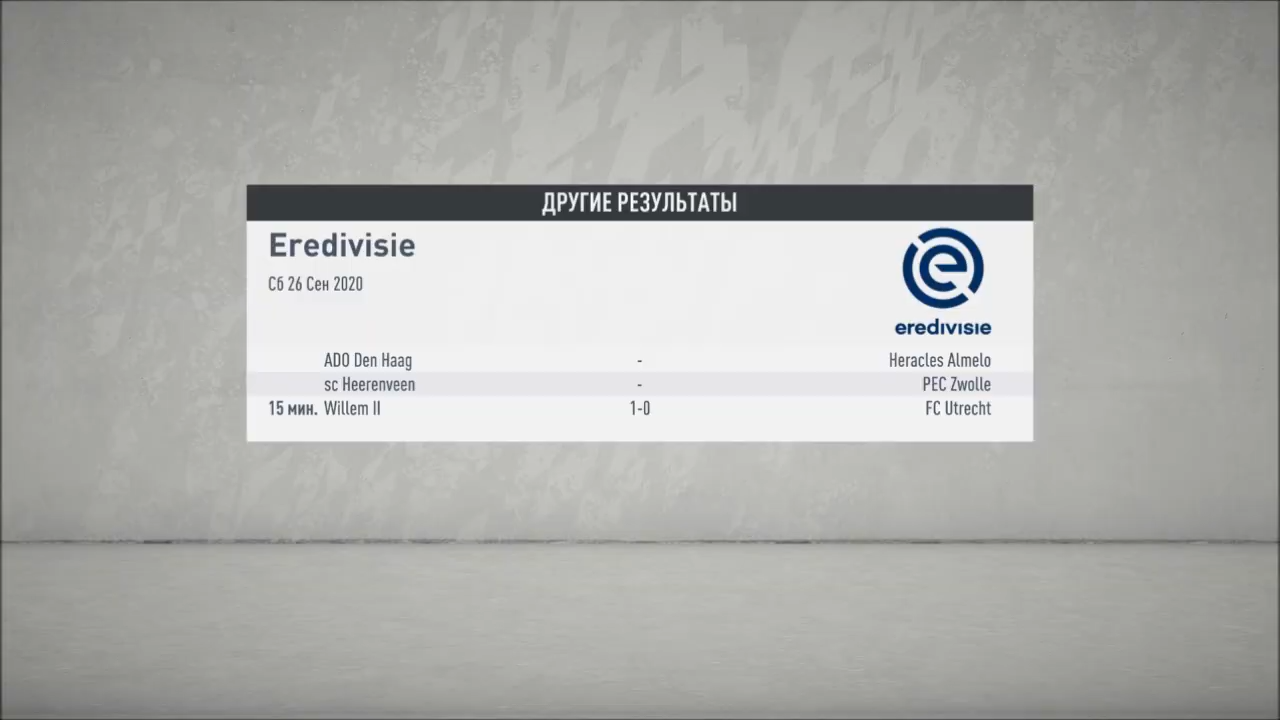 ДРУГИЕ РЕЗУЛЬТАТЫ
Eredivisie
Сб 26 Сен 2020
eredivisie
ADO Den Haag - Heracles Almelo
sc Heerenveen - PEC Zwolle
15 мин. Willem II 1-0 FC Utrecht